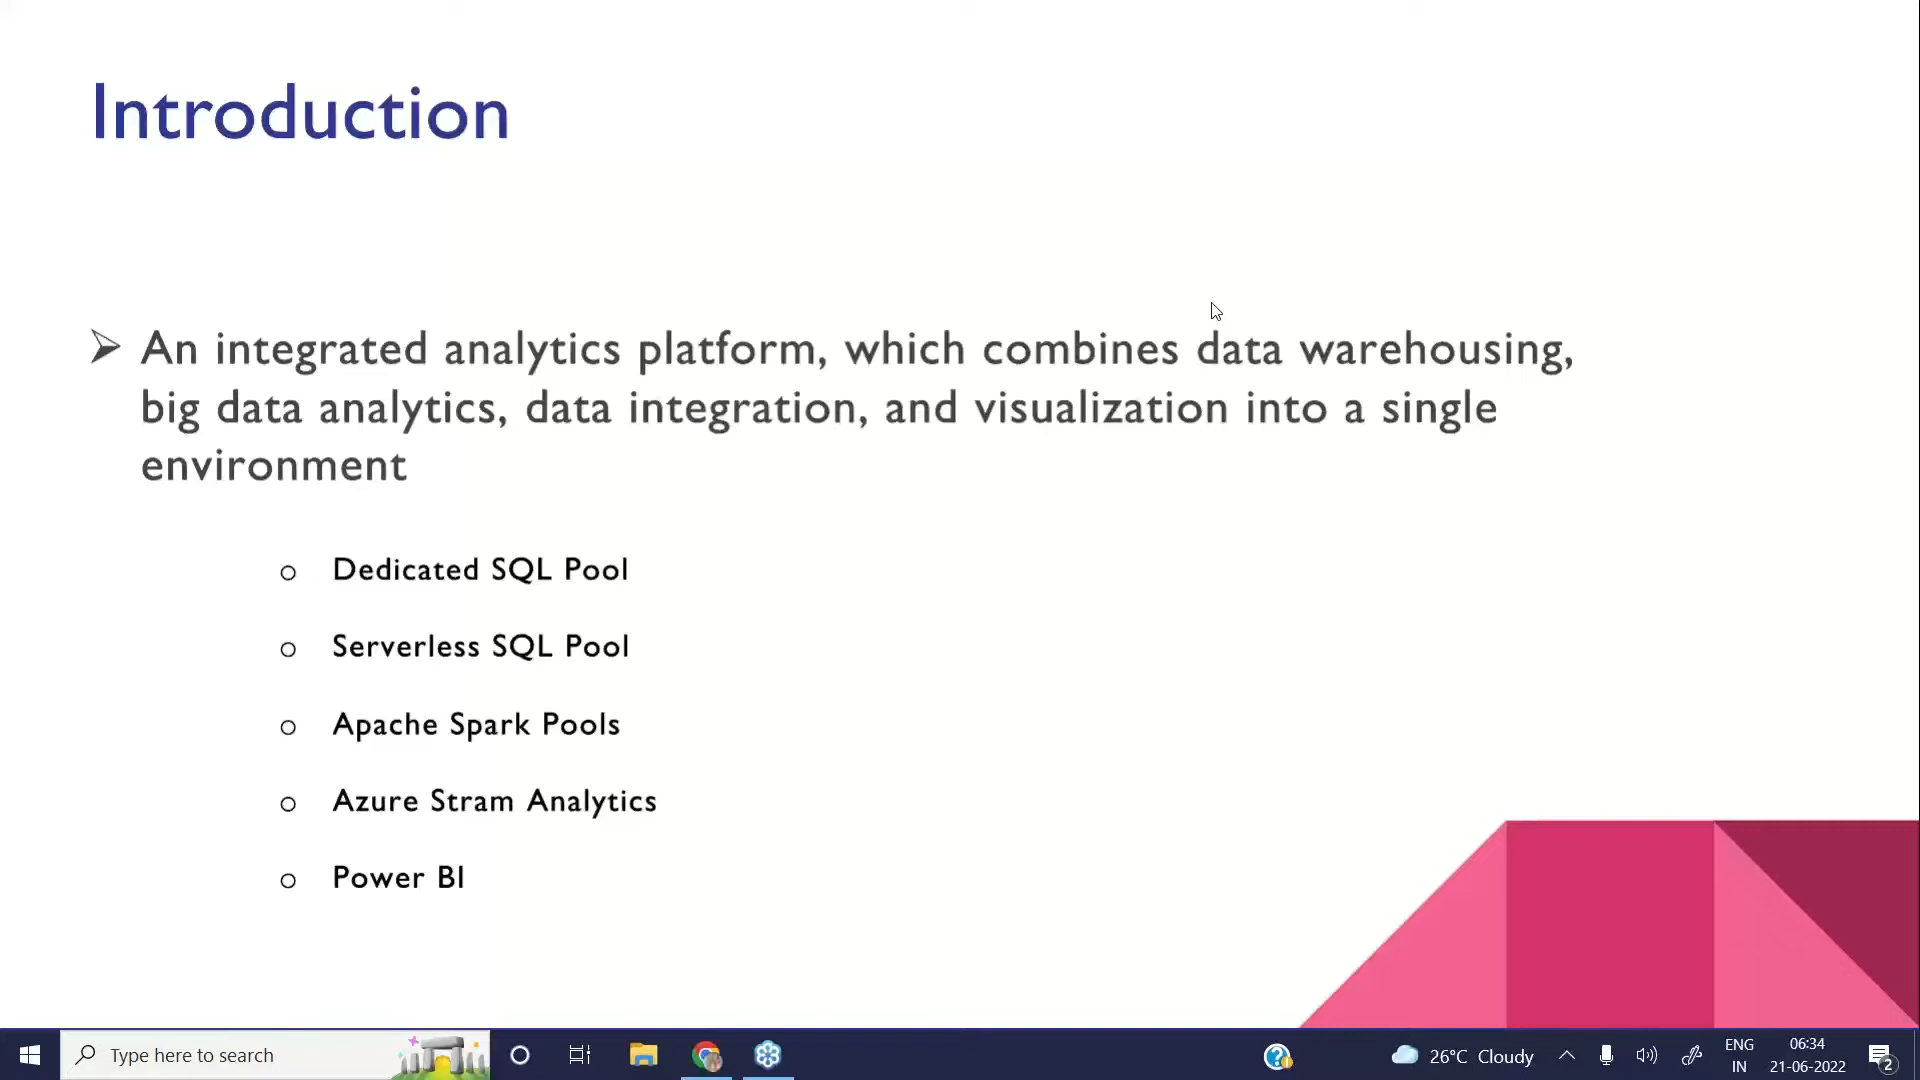 Introduction
➢ An integrated analytics platform, which combines data warehousing,
big data analytics, data integration, and visualization into a single
environment
o Dedicated SQL Pool
o Serverless SQL Pool
o Apache Spark Pools
o Azure Stram Analytics
o Power BI
Type here to search
26°C Cloudy
ENG
IN
06:34
21-06-2022
2